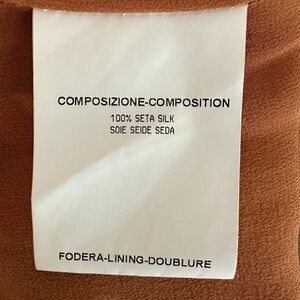 COMPOSIZIONE-COMPOSITION
100% SETA SILK
SOIE SEIDE SEDA
FODERA-LINING-DOUBLURE